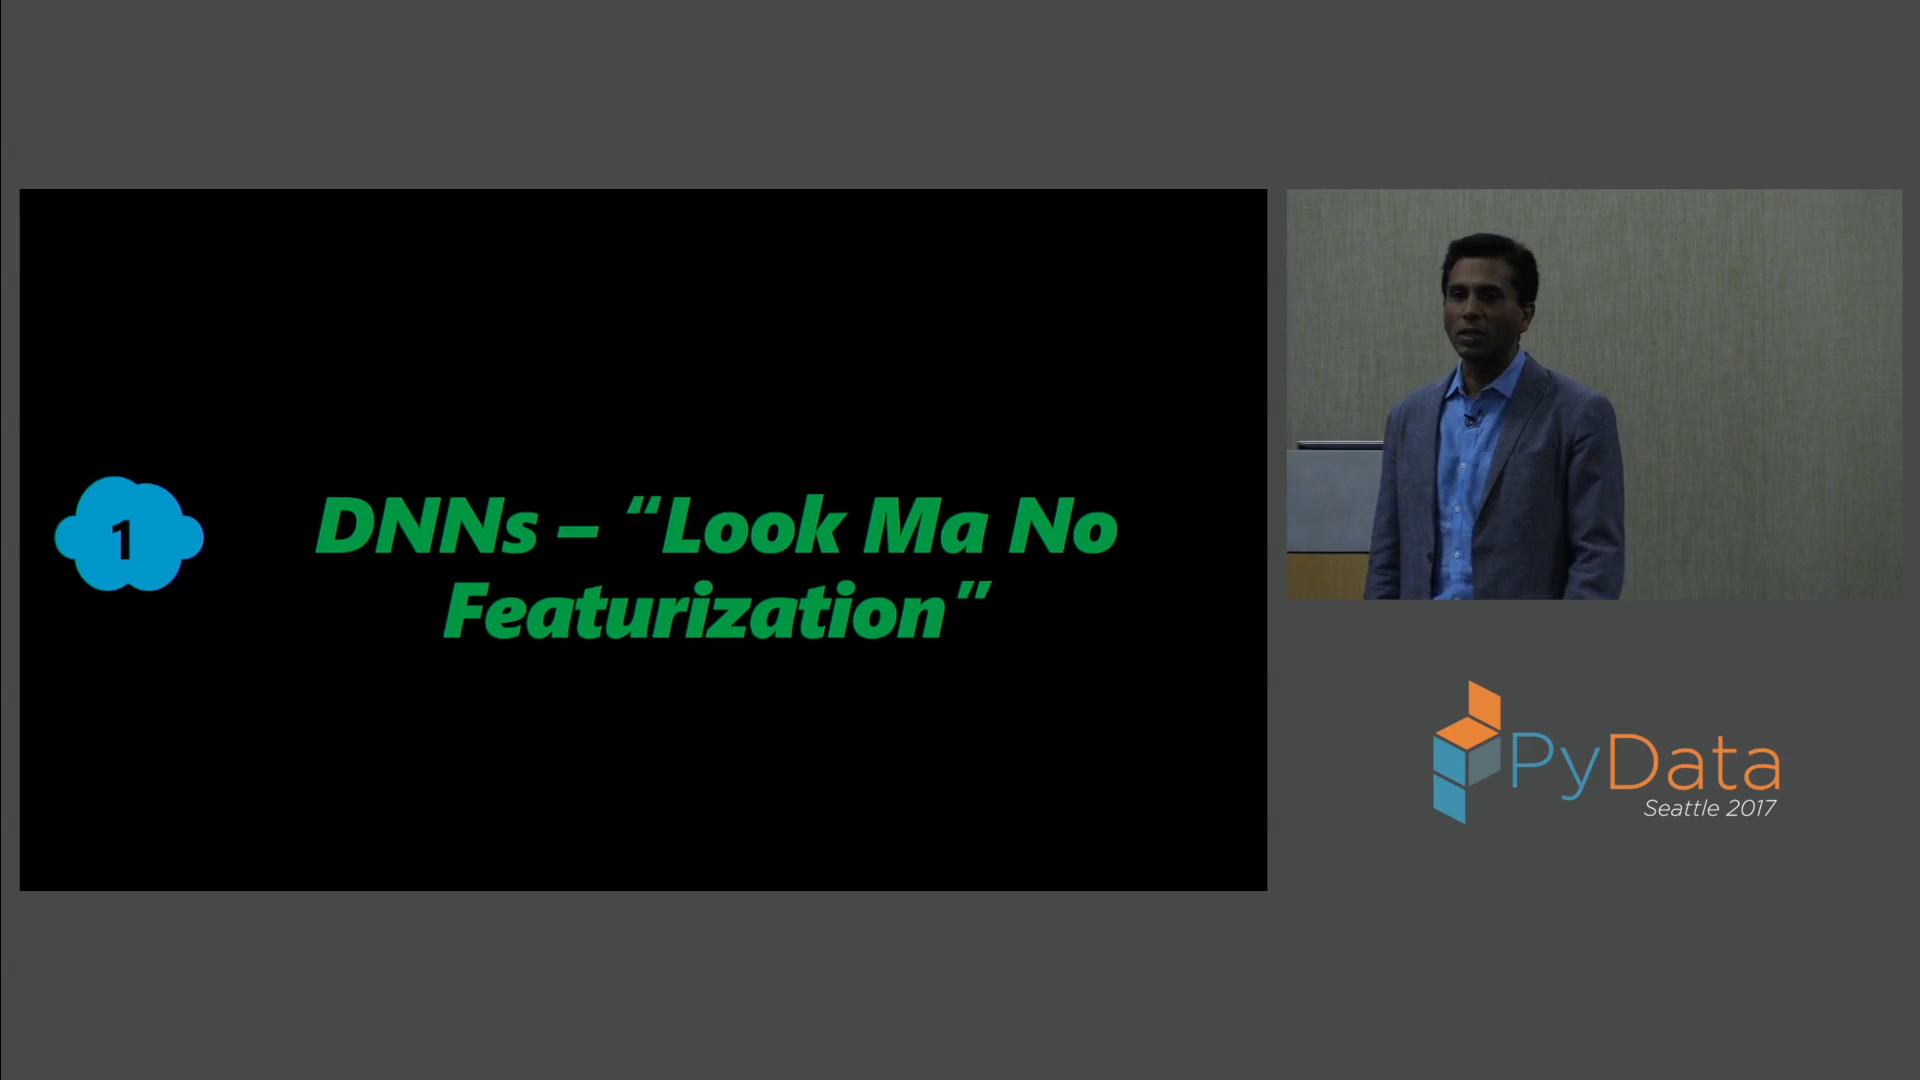 1
DNNs – “Look Ma No
Featurization”
PyData
Seattle 2017